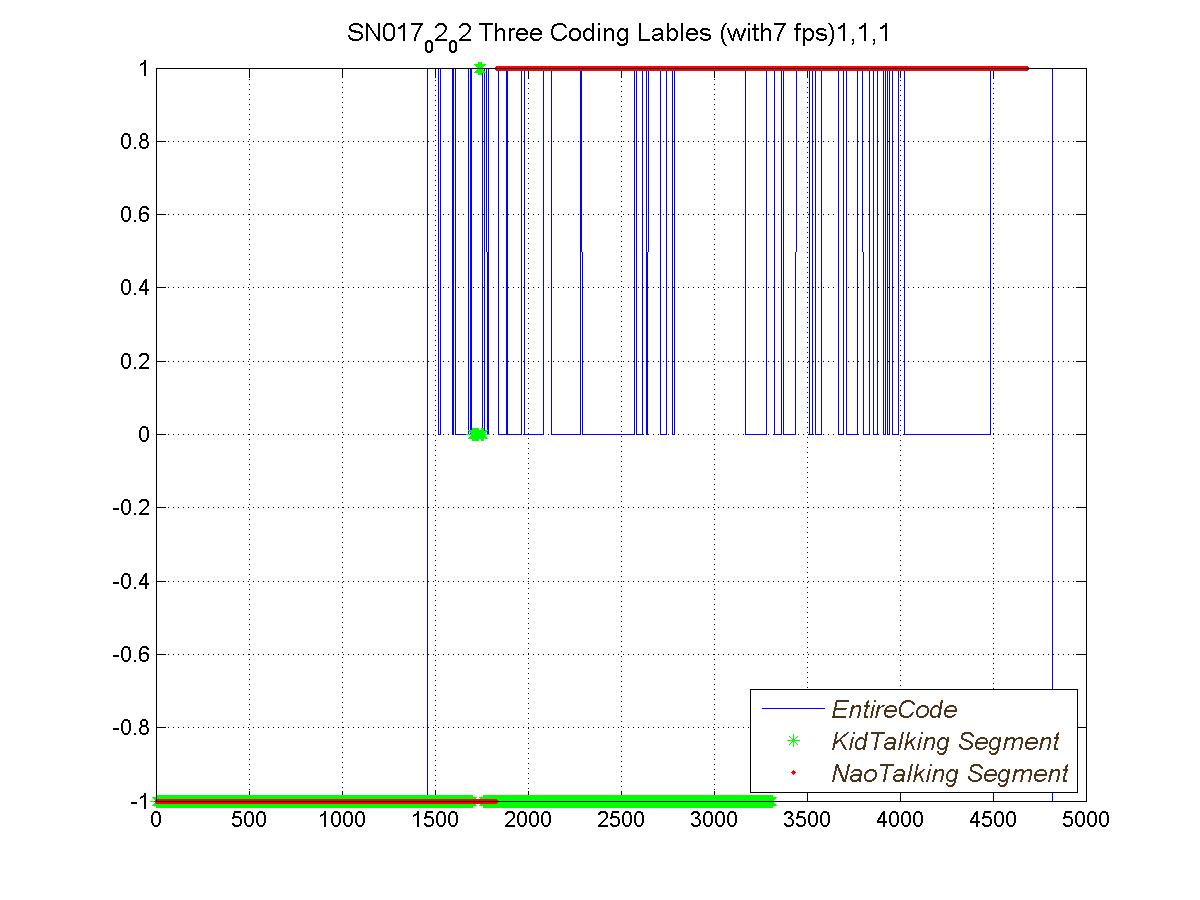 SN017₀2₀2 Three Coding Lables (with7 fps)1,1,1
1
0.8
0.6
0.4
0.2
0
-0.2
-0.4
-0.6
-0.8
-1
0 500 1000 1500 2000 2500 3000 3500 4000 4500 5000
EntireCode
KidTalking Segment
NaoTalking Segment